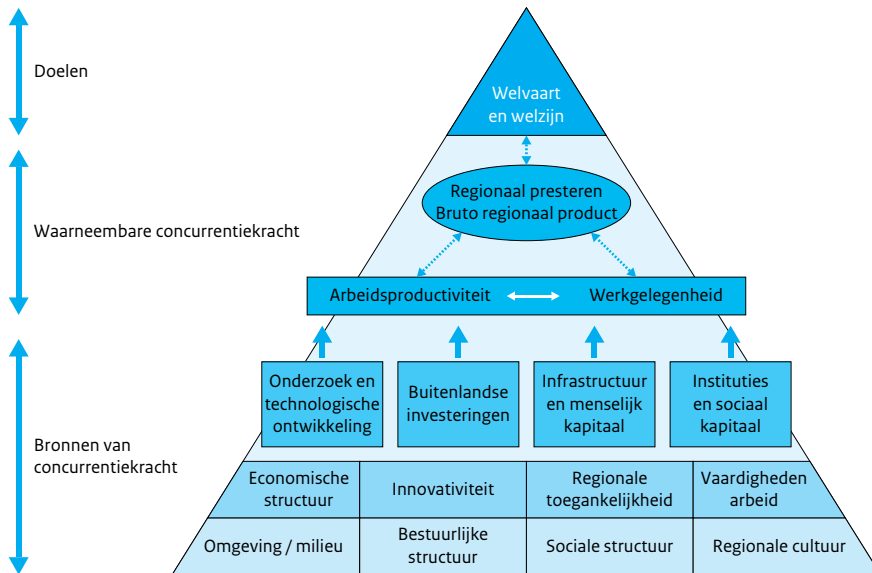 Doelen
Welvaart
en welzijn
Waarneembare concurrentiekracht
Regionaal presteren
Bruto regionaal product
Arbeidsproductiviteit
Werkgelegenheid
Bronnen van
concurrentiekracht
Onderzoek en
technologische
ontwikkeling
Buitenlandse
investeringen
Infrastructuur
en menselijk
kapitaal
Instituties
en sociaal
kapitaal
Economische
structuur
Innovativiteit
Regionale
toegankelijkheid
Vaardigheden
arbeid
Omgeving / milieu
Bestuurlijke
structuur
Sociale structuur
Regionale cultuur